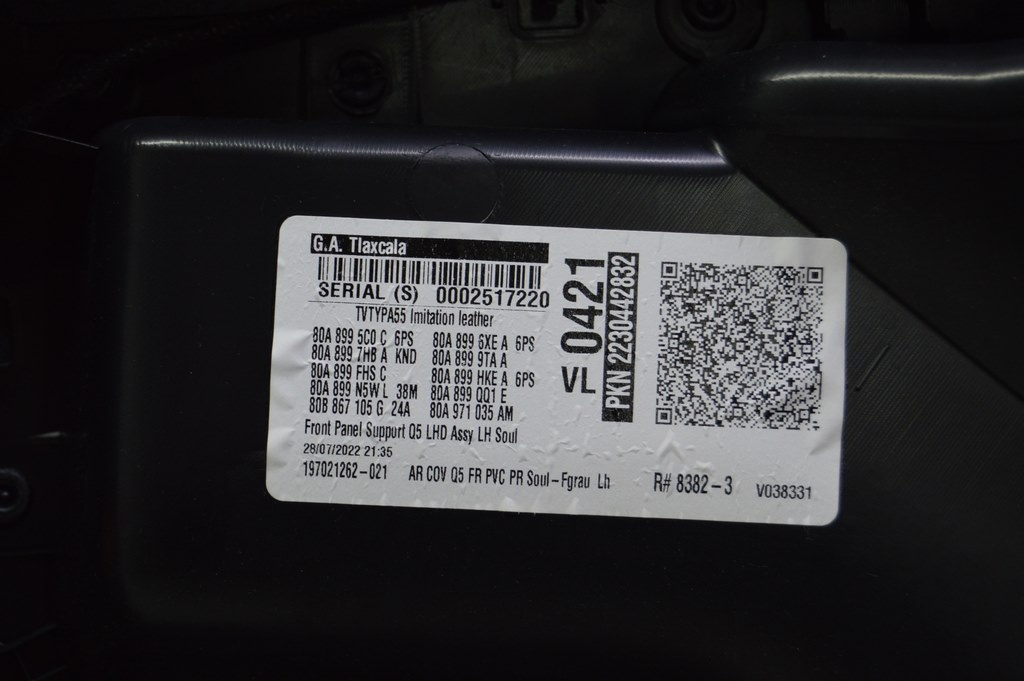 G.A. Tlaxcala
SERIAL (S) 0002517220
TVTYPA55 Imitation leather
80A 899 5C0 C 6PS 80A 899 6XE A 6PS
80A 899 7HB A KND 80A 899 9TA A
80A 899 FHS C 80A 899 HKE A 6PS
80A 899 N5W L 38M 80A 899 QQ1 E
80B 867 105 G 24A 80A 971 035 AM
Front Panel Support Q5 LHD Assy LH Soul
28/07/2022 21:35
197021262-021 AR COV Q5 FR PVC PR Soul-Fgrau Lh
VL 0421
PKN 2230442832
R# 8382-3 V038331